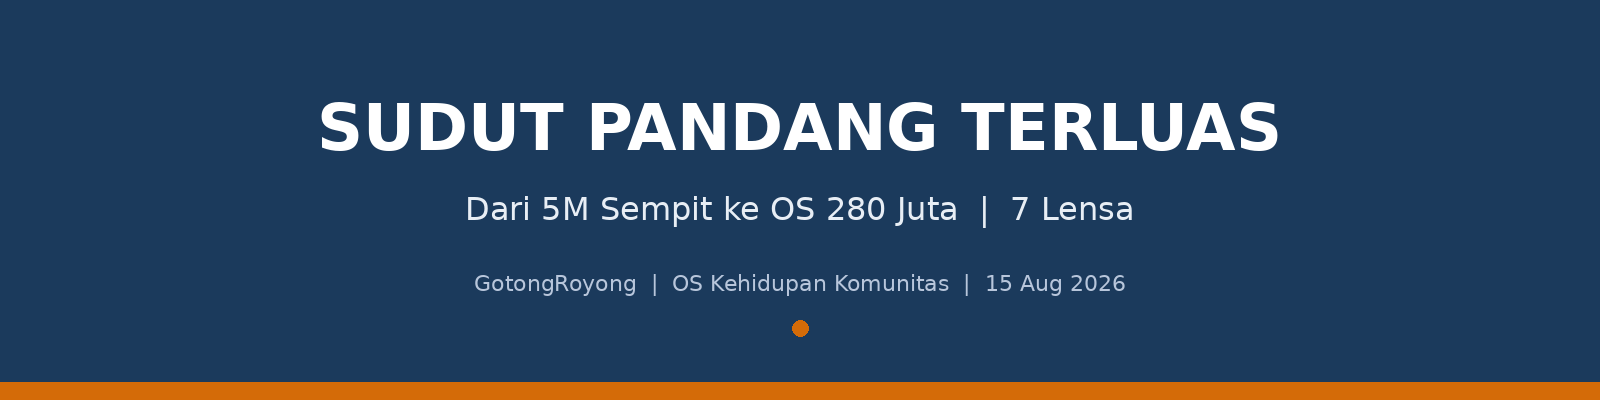 SUDUT PANDANG TERLUAS
Dari 5M Sempit ke OS 280 Juta | 7 Lensa
GotongRoyong | OS Kehidupan Komunitas | 15 Aug 2026